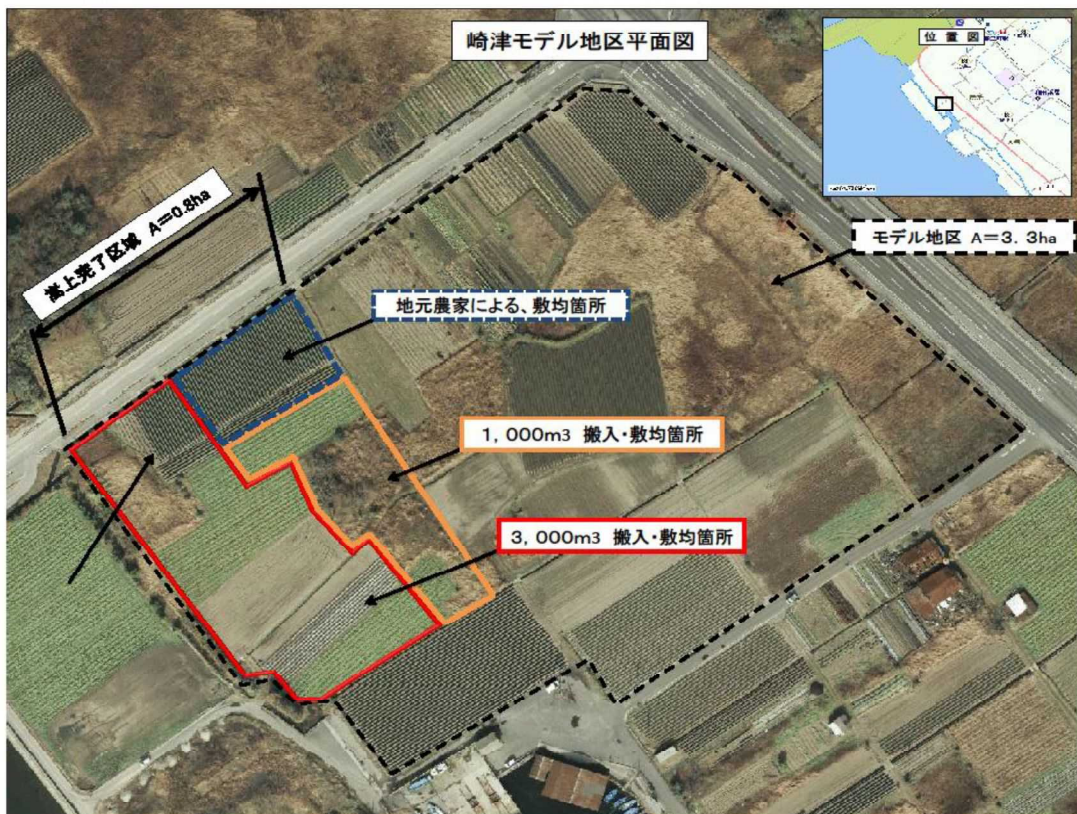 崎津モデル地区平面図
位置図
嵩上完了区域 A=0.8ha
モデル地区 A=3.3ha
地元農家による、敷均箇所
1,000m3 搬入・敷均箇所
3,000m3 搬入・敷均箇所